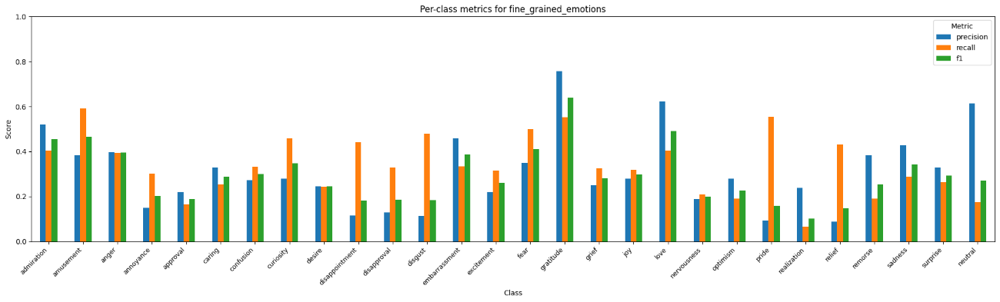 Per-class metrics for fine_grained_emotions
1.0
0.8
0.6
0.4
0.2
0.0
Score
Metric
precision
recall
f1
admiration
amusement
anger
annoyance
approval
caring
confusion
curiosity
desire
disappointment
disapproval
disgust
embarrassment
excitement
fear
gratitude
grief
joy
love
nervousness
optimism
pride
realization
relief
remorse
sadness
surprise
neutral
Class